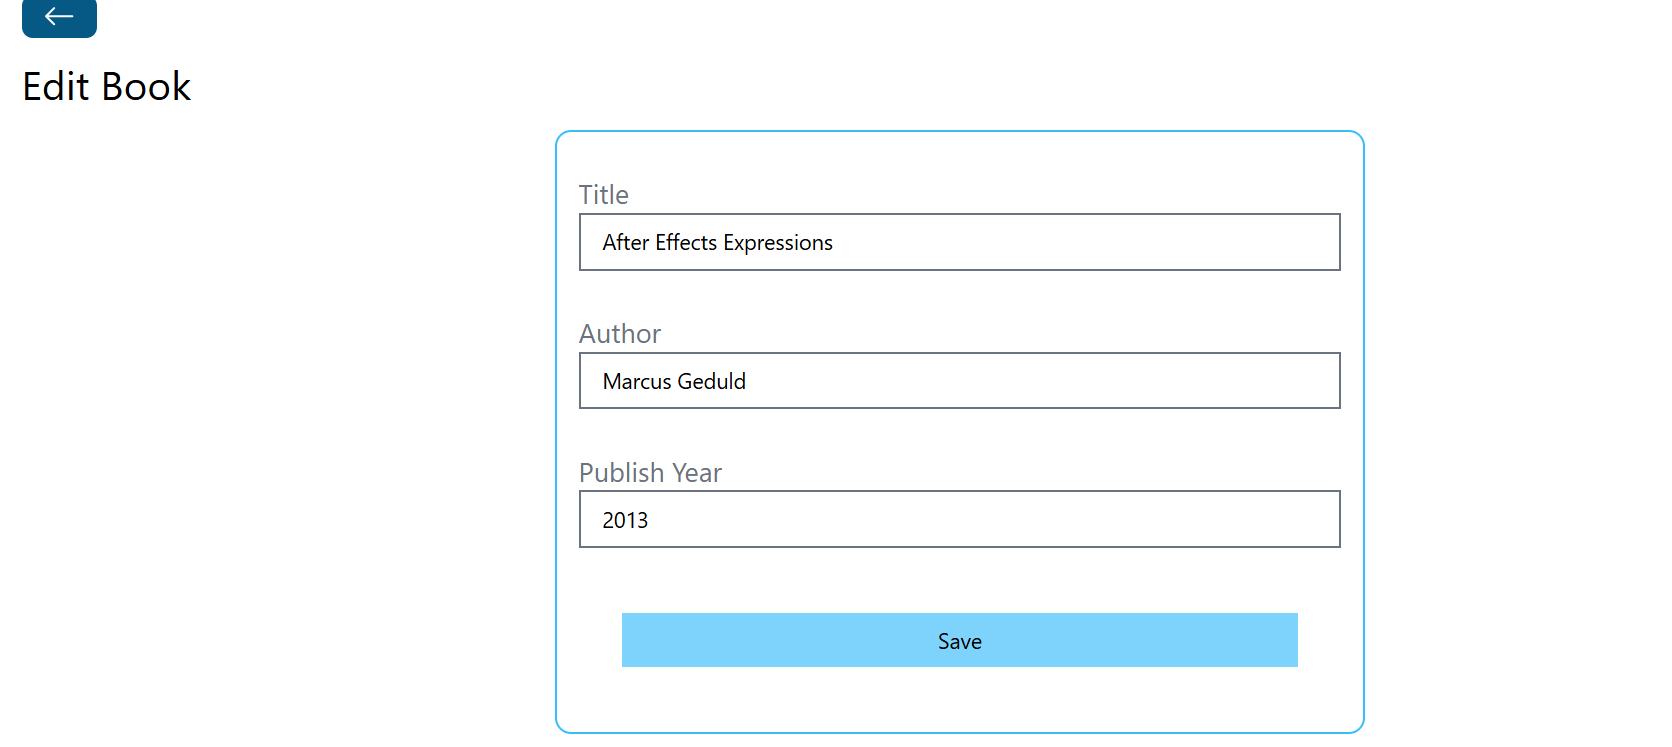 Edit Book
Title
After Effects Expressions
Author
Marcus Geduld
Publish Year
2013
Save